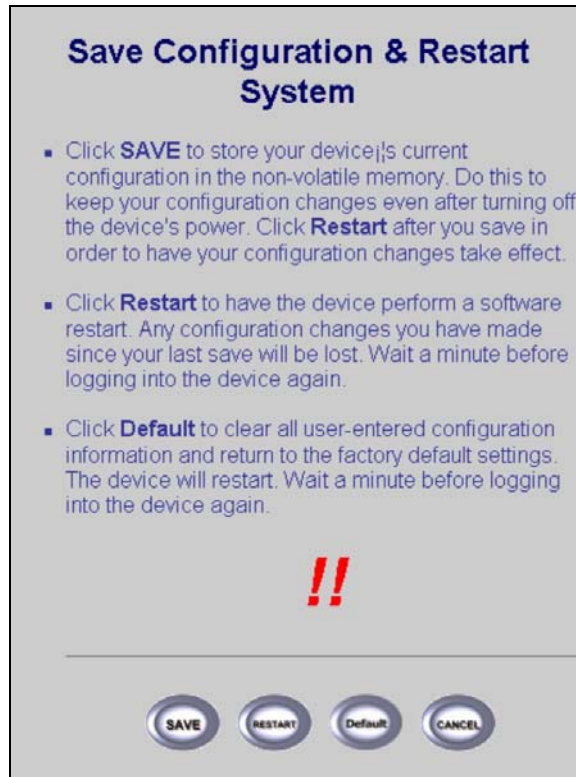 Save Configuration & Restart
System
▪ Click SAVE to store your device¡¦s current
configuration in the non-volatile memory. Do this to
keep your configuration changes even after turning off
the device's power. Click Restart after you save in
order to have your configuration changes take effect.
▪ Click Restart to have the device perform a software
restart. Any configuration changes you have made
since your last save will be lost. Wait a minute before
logging into the device again.
▪ Click Default to clear all user-entered configuration
information and return to the factory default settings.
The device will restart. Wait a minute before logging
into the device again.
!!
SAVE RESTART Default CANCEL